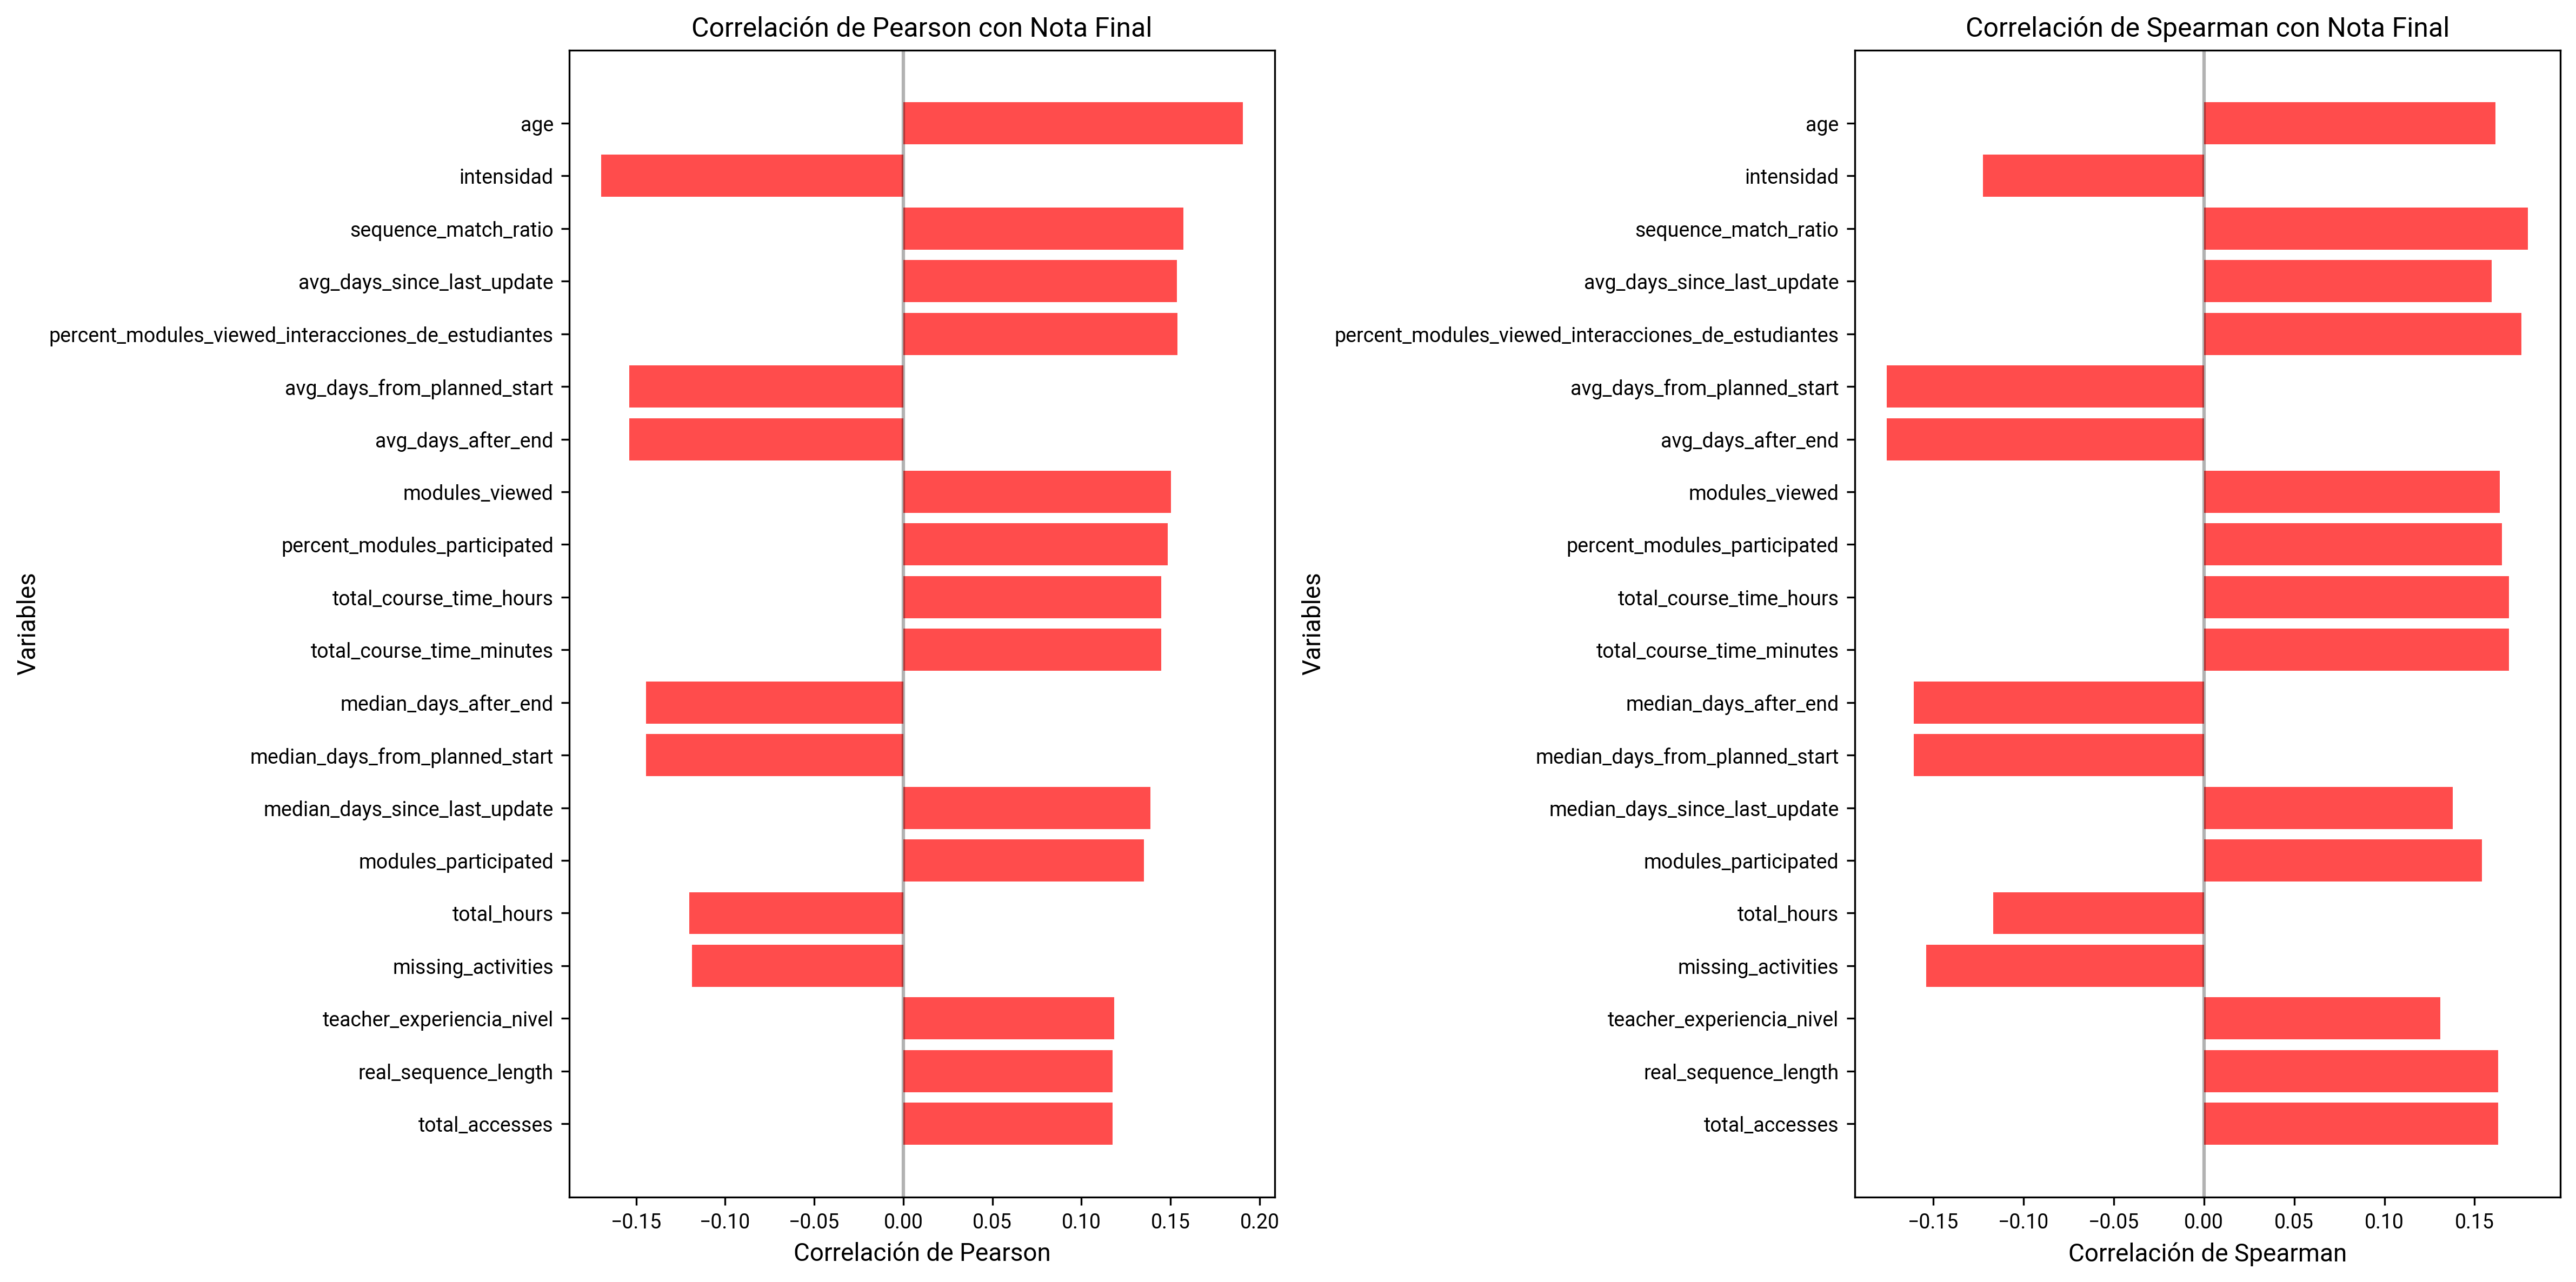 Correlación de Pearson con Nota Final
Variables
age
intensidad
sequence_match_ratio
avg_days_since_last_update
percent_modules_viewed_interacciones_de_estudiantes
avg_days_from_planned_start
avg_days_after_end
modules_viewed
percent_modules_participated
total_course_time_hours
total_course_time_minutes
median_days_after_end
median_days_from_planned_start
median_days_since_last_update
modules_participated
total_hours
missing_activities
teacher_experiencia_nivel
real_sequence_length
total_accesses
−0.15 −0.10 −0.05 0.00 0.05 0.10 0.15 0.20
Correlación de Pearson
Correlación de Spearman con Nota Final
Variables
age
intensidad
sequence_match_ratio
avg_days_since_last_update
percent_modules_viewed_interacciones_de_estudiantes
avg_days_from_planned_start
avg_days_after_end
modules_viewed
percent_modules_participated
total_course_time_hours
total_course_time_minutes
median_days_after_end
median_days_from_planned_start
median_days_since_last_update
modules_participated
total_hours
missing_activities
teacher_experiencia_nivel
real_sequence_length
total_accesses
−0.15 −0.10 −0.05 0.00 0.05 0.10 0.15
Correlación de Spearman